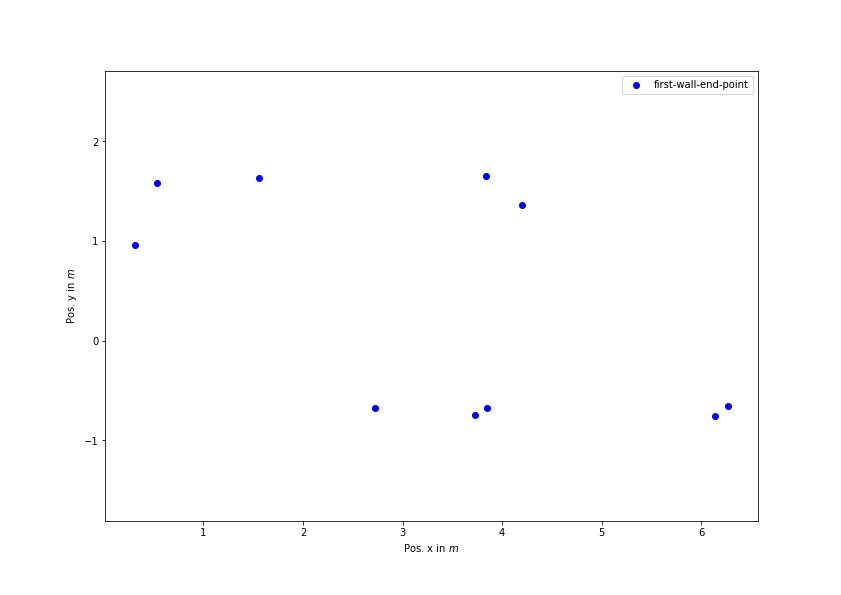 first-wall-end-point
2
1
0
−1
Pos. y in m
1 2 3 4 5 6
Pos. x in m